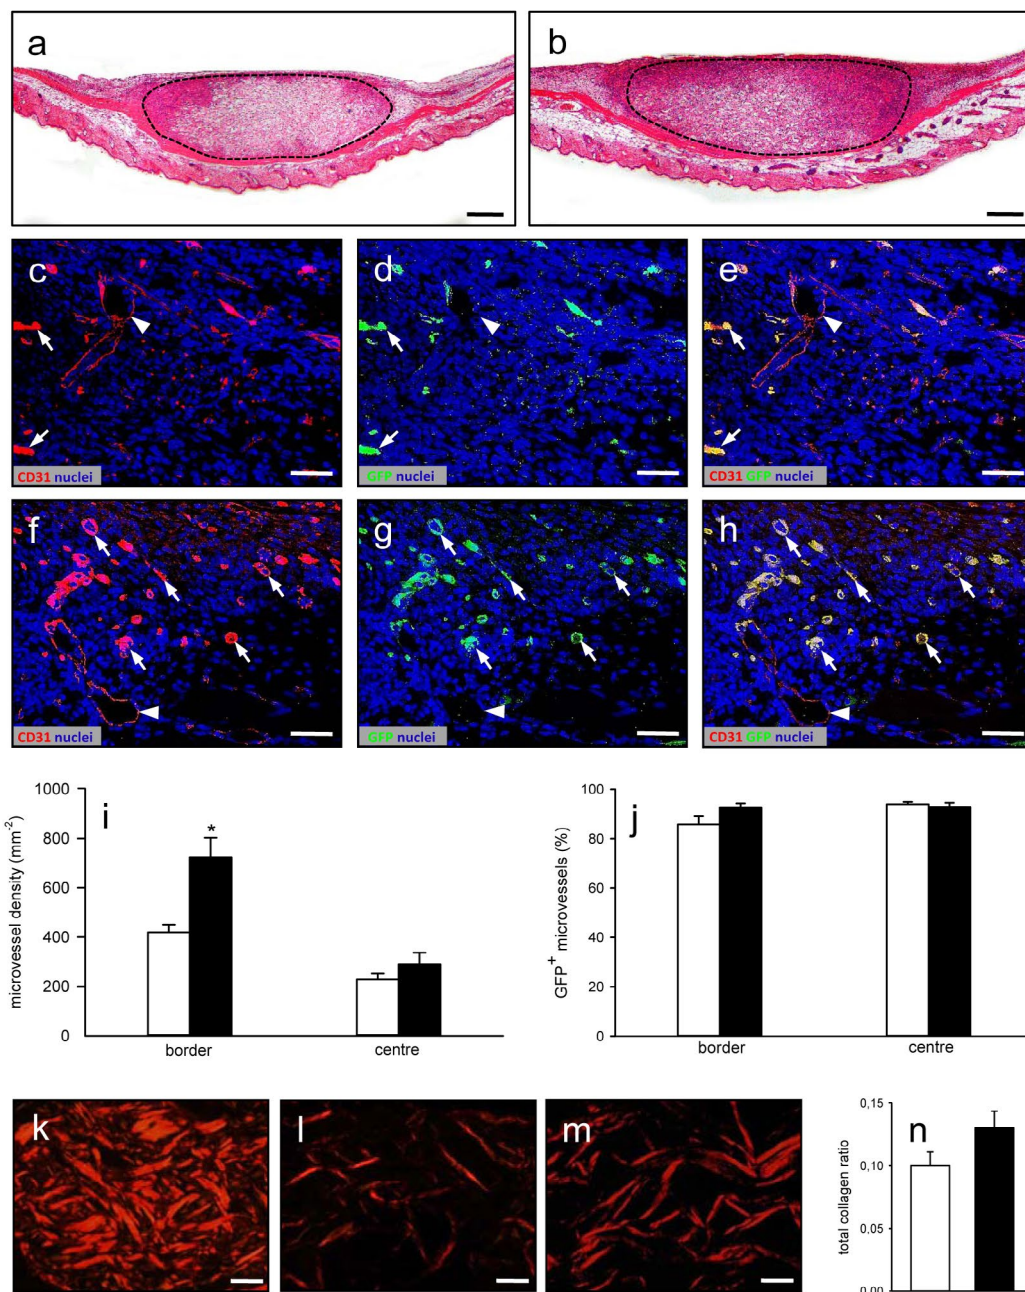 a
b
c
d
e
CD31 nuclei
GFP nuclei
CD31 GFP nuclei
f
g
h
CD31 nuclei
GFP nuclei
CD31 GFP nuclei
i
microvessel density (mm⁻²)
1000
800
600
400
200
0
*
border
centre
j
GFP⁺ microvessels (%)
100
80
60
40
20
0
border
centre
k
l
m
n
total collagen ratio
0,15
0,10
0,05
0,00